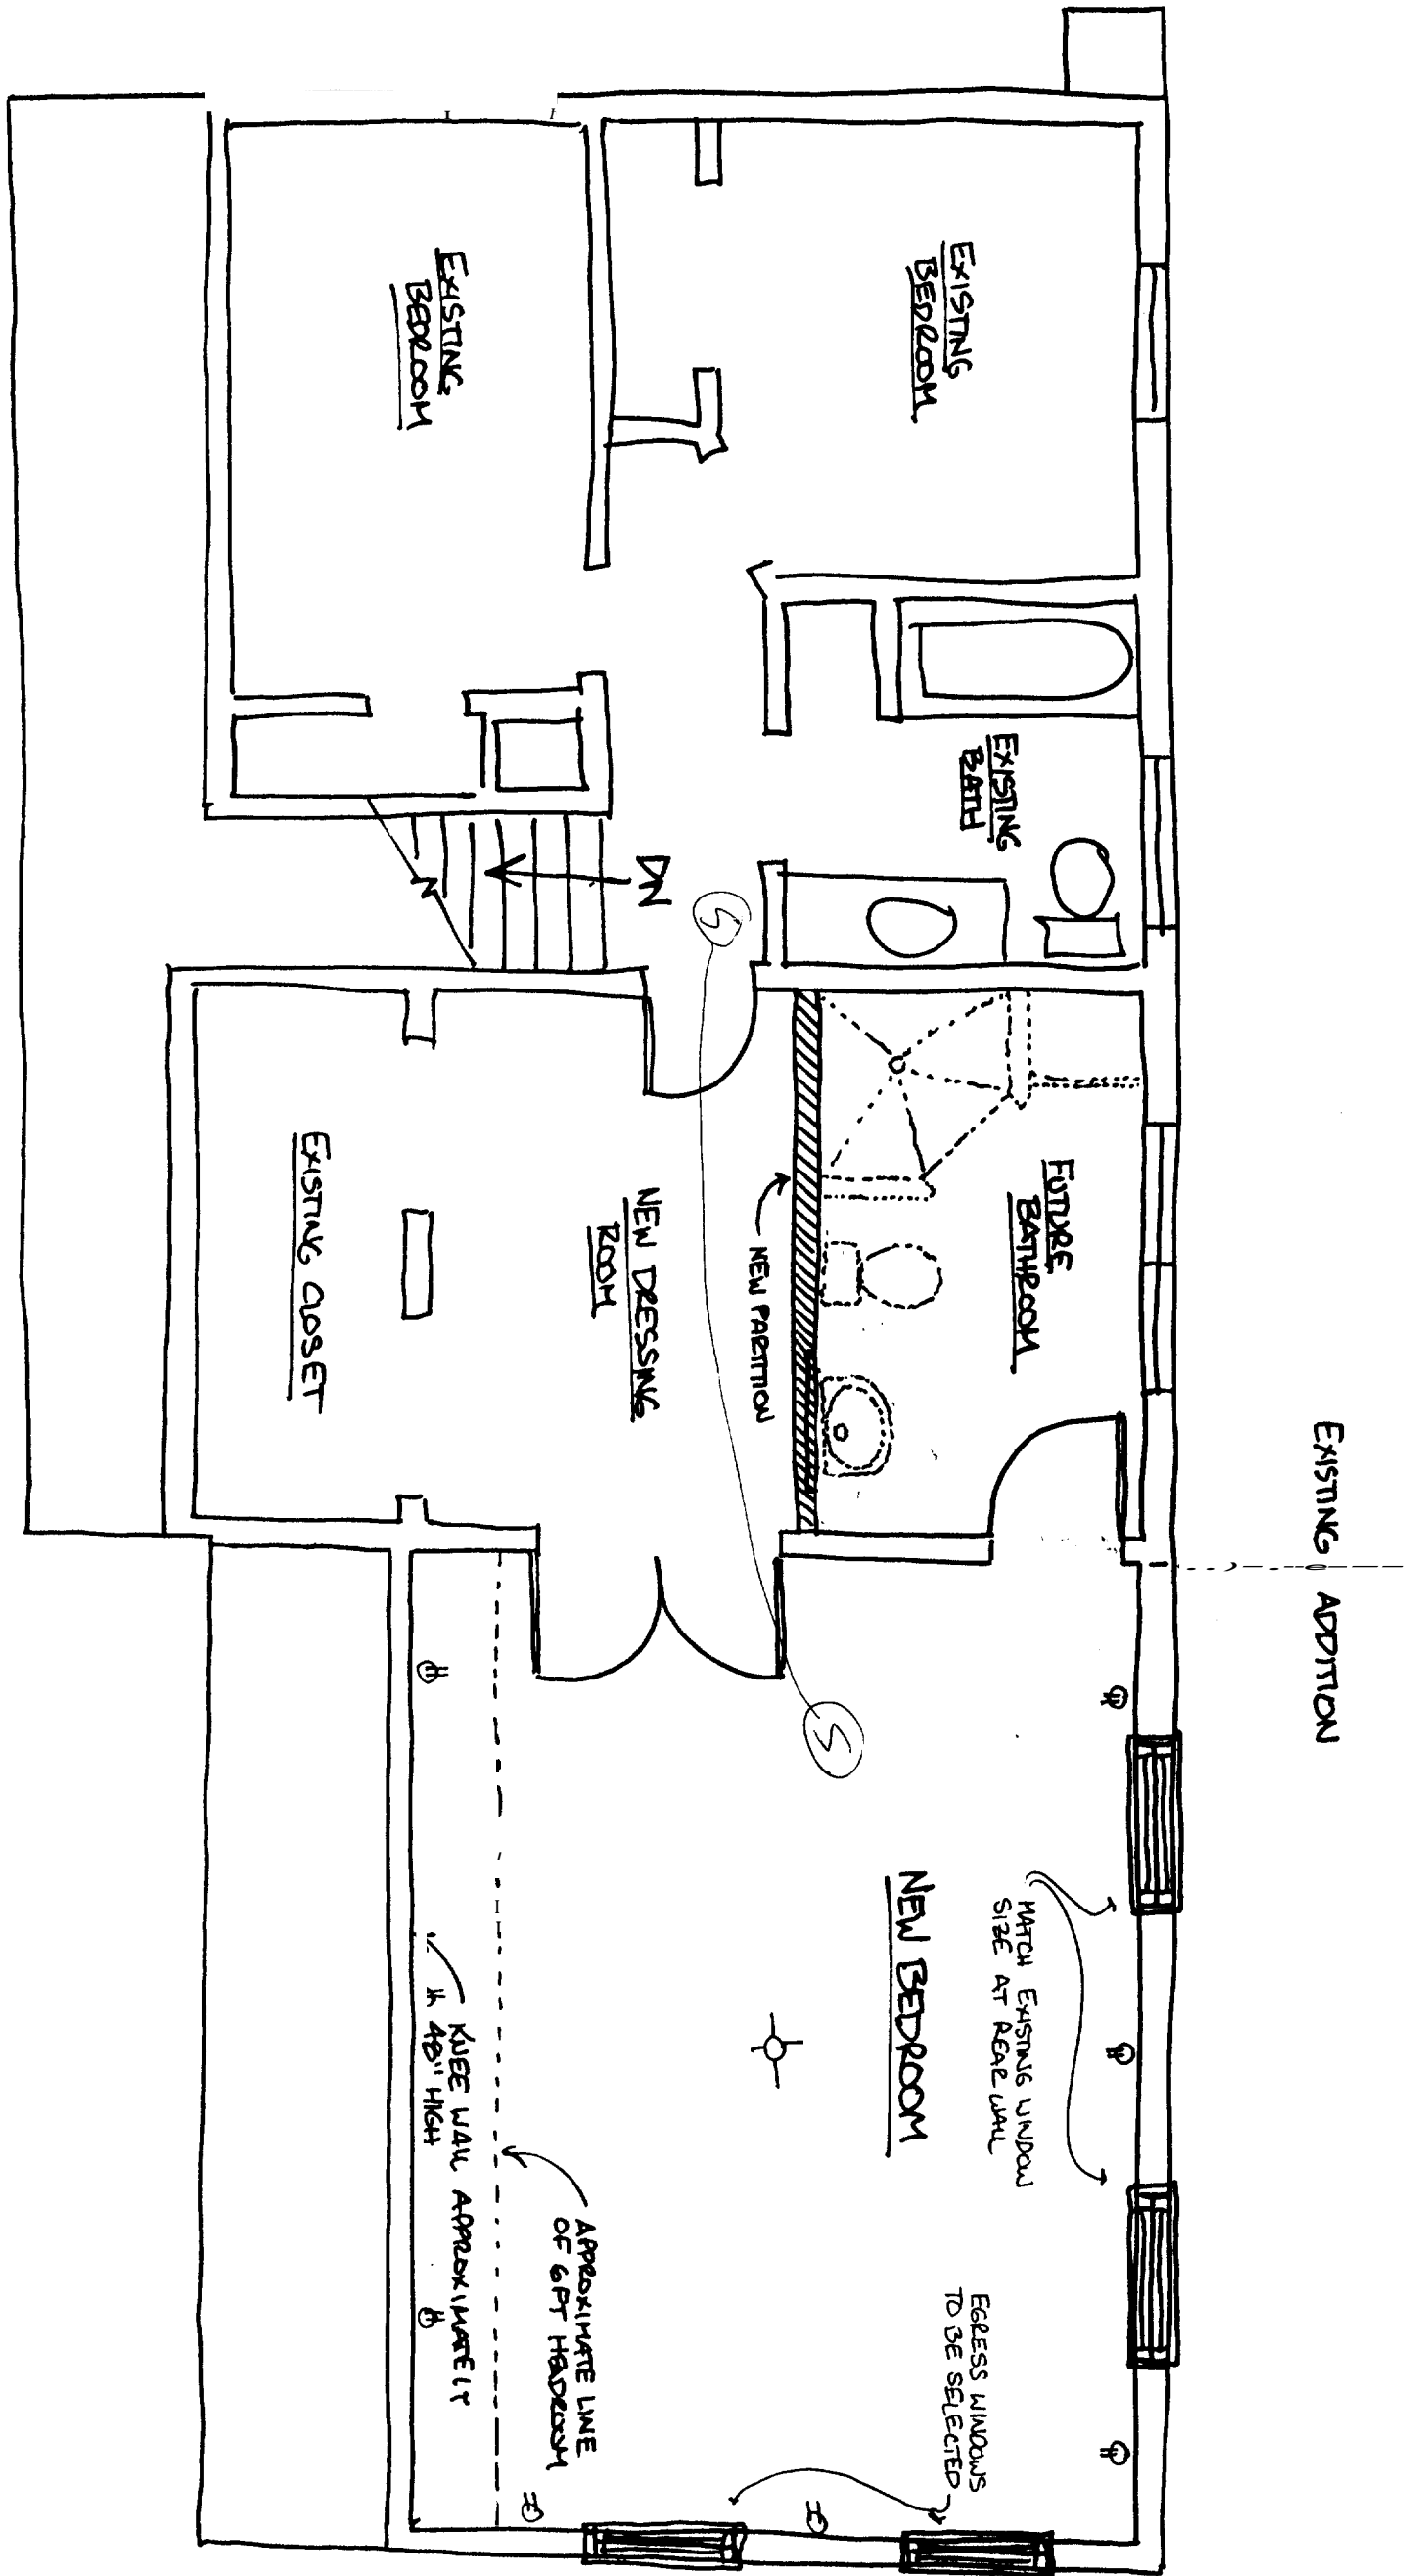 EXISTING ADDITION
EXISTING
BEDROOM
EXISTING
BATH
FUTURE
BATHROOM
MATCH EXISTING WINDOW
SIZE AT REAR WALL
EGRESS WINDOWS
TO BE SELECTED
NEW BEDROOM
NEW PARTITION
S
S
DN
EXISTING
BEDROOM
NEW DRESSING
ROOM
EXISTING CLOSET
APPROXIMATE LINE
OF 6FT HEADROOM
KNEE WALL APPROXIMATELY
48" HIGH